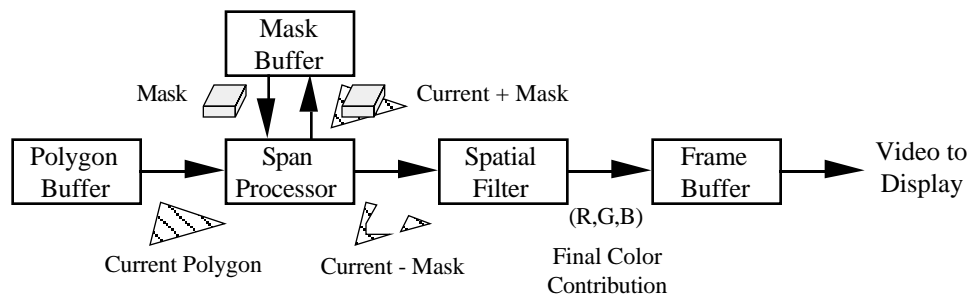 Mask
Buffer
Mask
Current + Mask
Polygon
Buffer
Span
Processor
Spatial
Filter
Frame
Buffer
Video to
Display
(R,G,B)
Current Polygon
Current - Mask
Final Color
Contribution